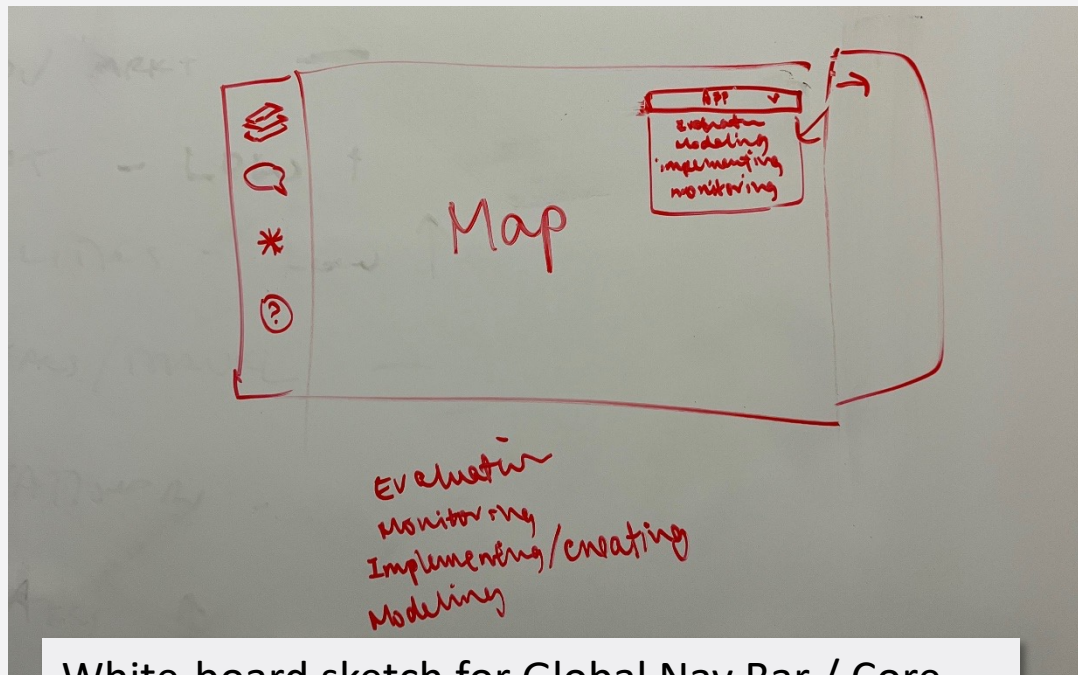 APP
Evaluation
Modeling
implementing
monitoring
Map
?
Evaluation
Monitoring
Implementing/creating
Modeling
White-board sketch for Global Nav Bar / Core